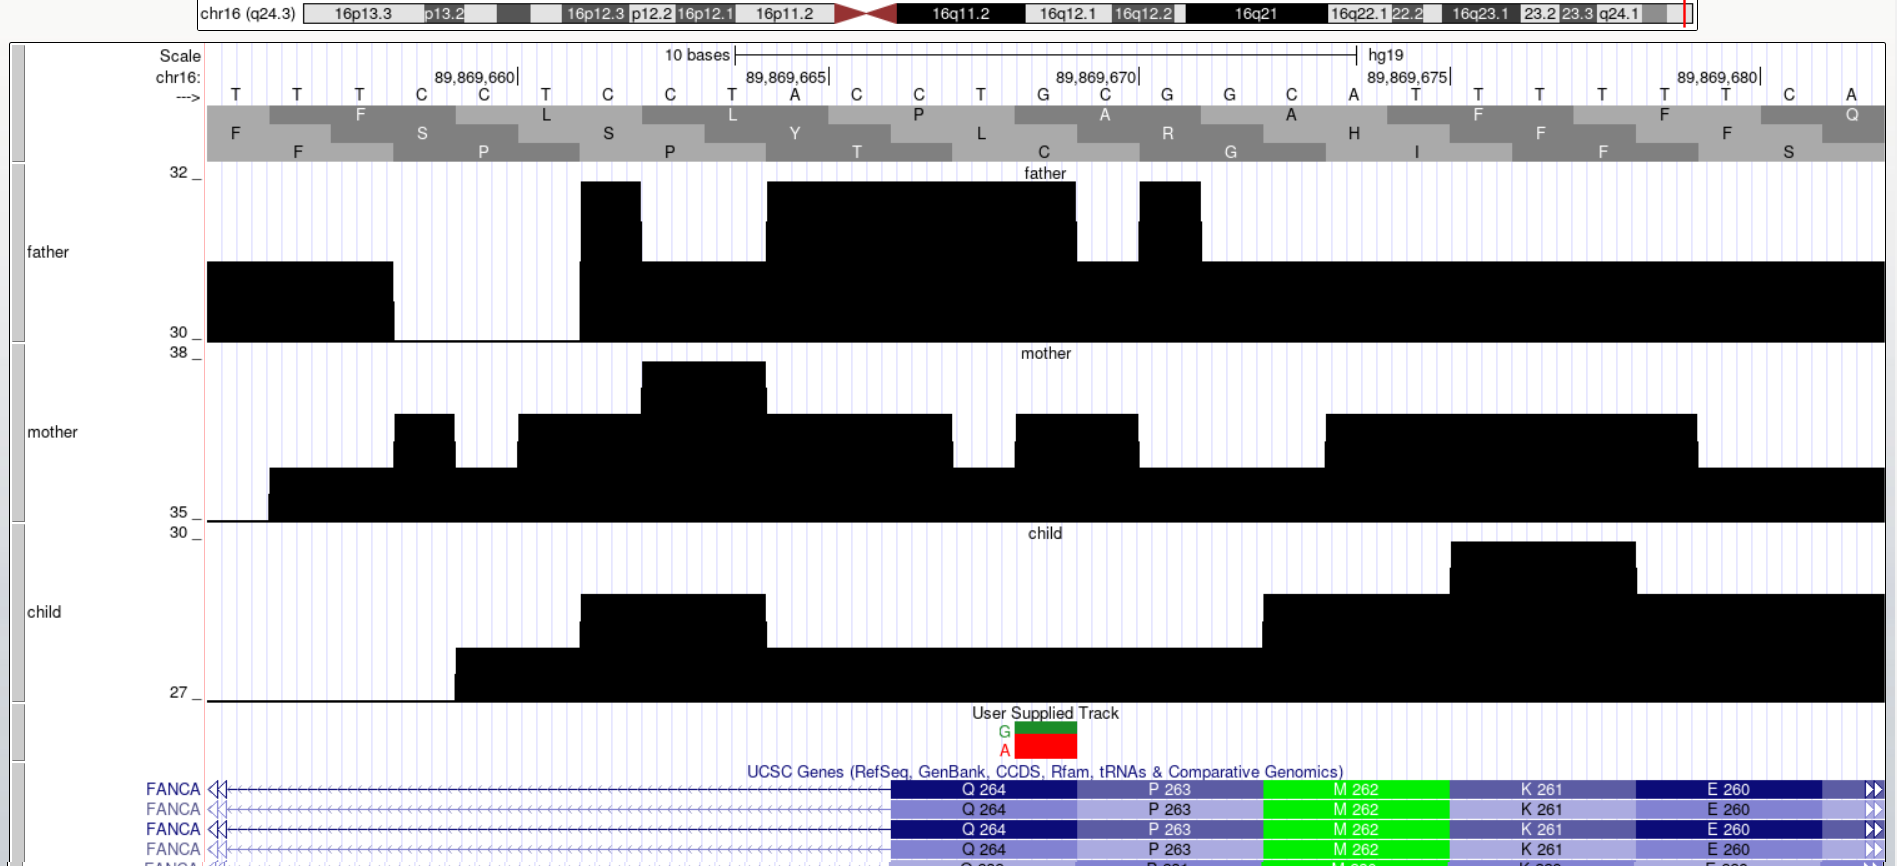 chr16 (q24.3) 16p13.3 p13.2 16p12.3 p12.2 16p12.1 16p11.2 16q11.2 16q12.1 16q12.2 16q21 16q22.1 22.2 16q23.1 23.2 23.3 q24.1
Scale 10 bases hg19
chr16: 89,869,660 89,869,665 89,869,670 89,869,675 89,869,680
---> T T T C C T C C T A C C T G C G G C A T T T T T T C A
F L L P A A F F Q
F S S Y L R H F F
F P P T C G I F S
32 father
father
30
38 mother
mother
35
30 child
child
27
User Supplied Track
G
A
UCSC Genes (RefSeq, GenBank, CCDS, Rfam, tRNAs & Comparative Genomics)
FANCA Q 264 P 263 M 262 K 261 E 260
FANCA Q 264 P 263 M 262 K 261 E 260
FANCA Q 264 P 263 M 262 K 261 E 260
FANCA Q 264 P 263 M 262 K 261 E 260